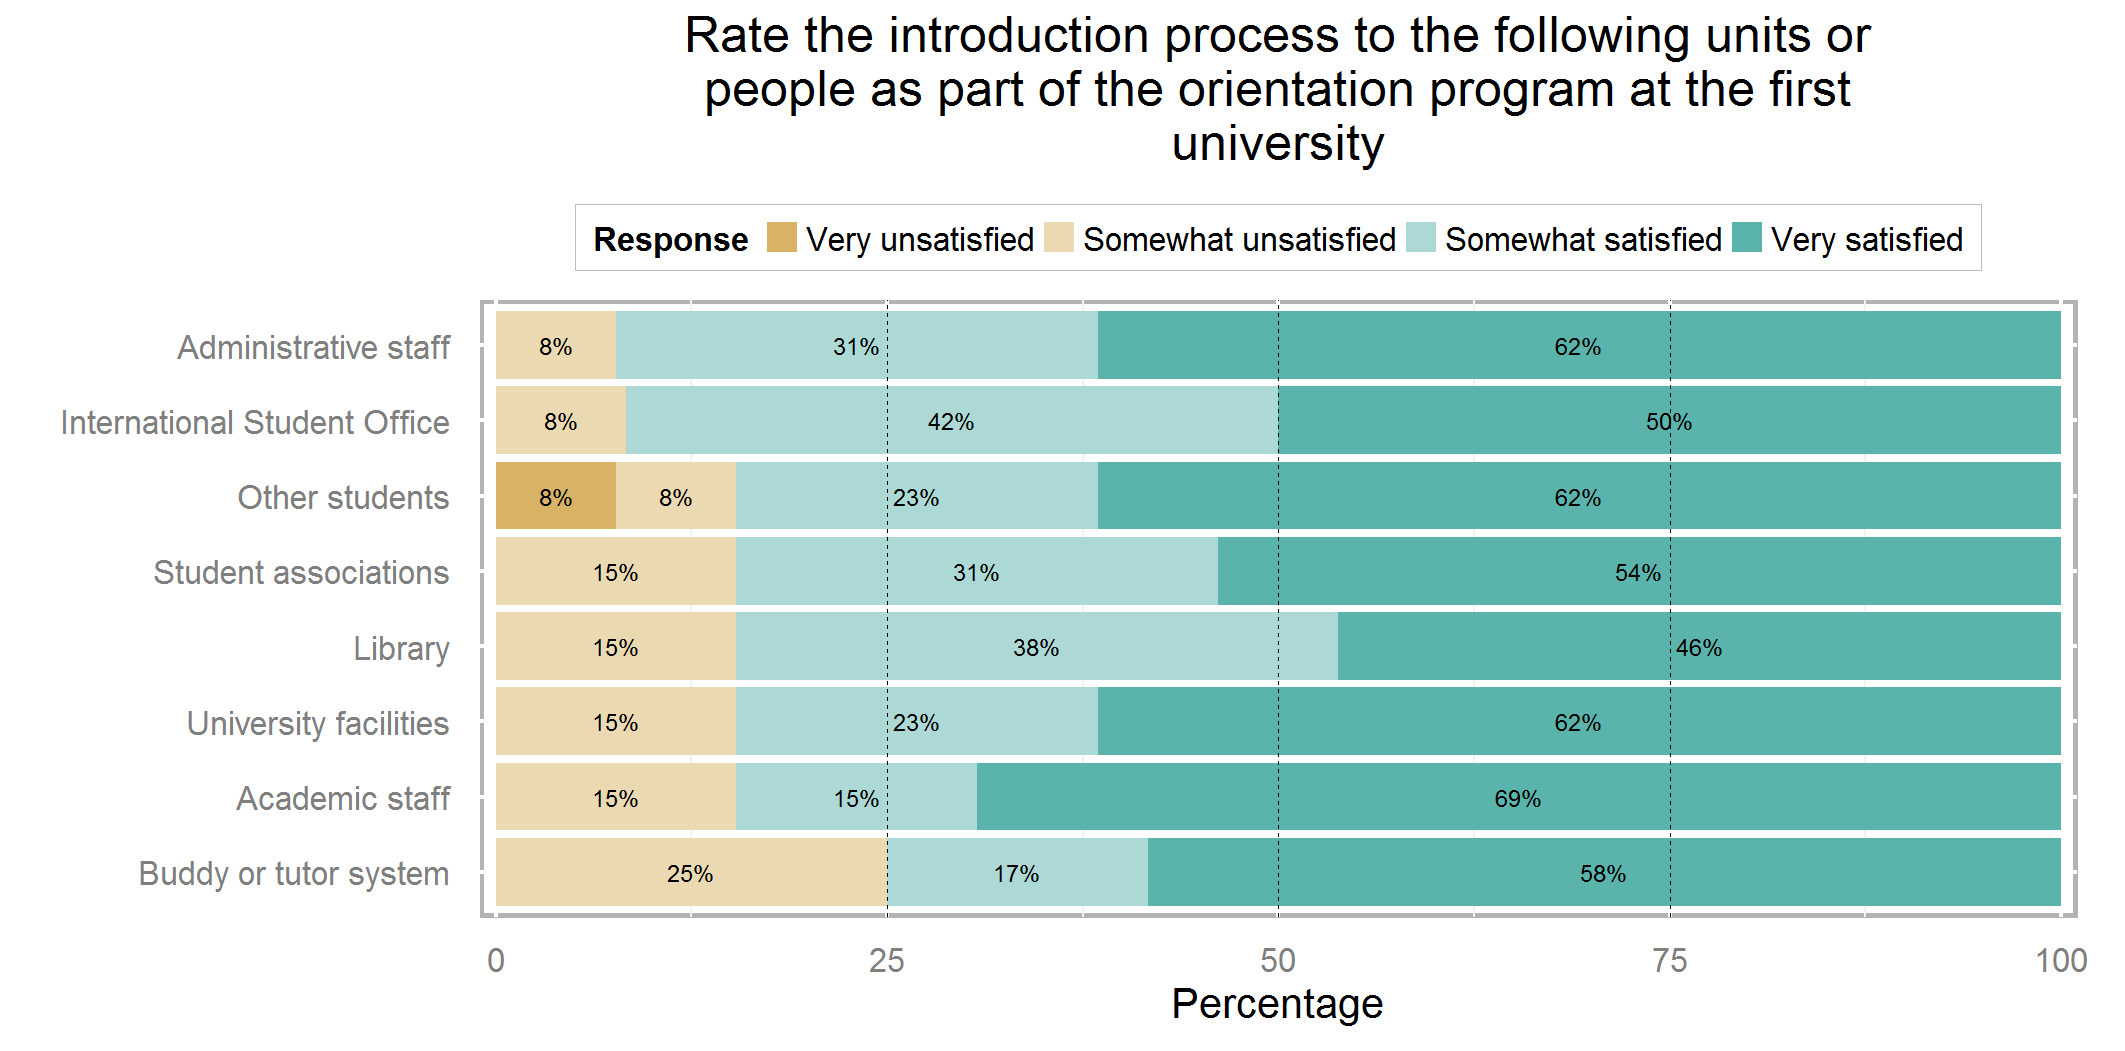 Rate the introduction process to the following units or
people as part of the orientation program at the first
university
Response Very unsatisfied Somewhat unsatisfied Somewhat satisfied Very satisfied
Administrative staff 8% 31% 62%
International Student Office 8% 42% 50%
Other students 8% 8% 23% 62%
Student associations 15% 31% 54%
Library 15% 38% 46%
University facilities 15% 23% 62%
Academic staff 15% 15% 69%
Buddy or tutor system 25% 17% 58%
0 25 50 75 100
Percentage